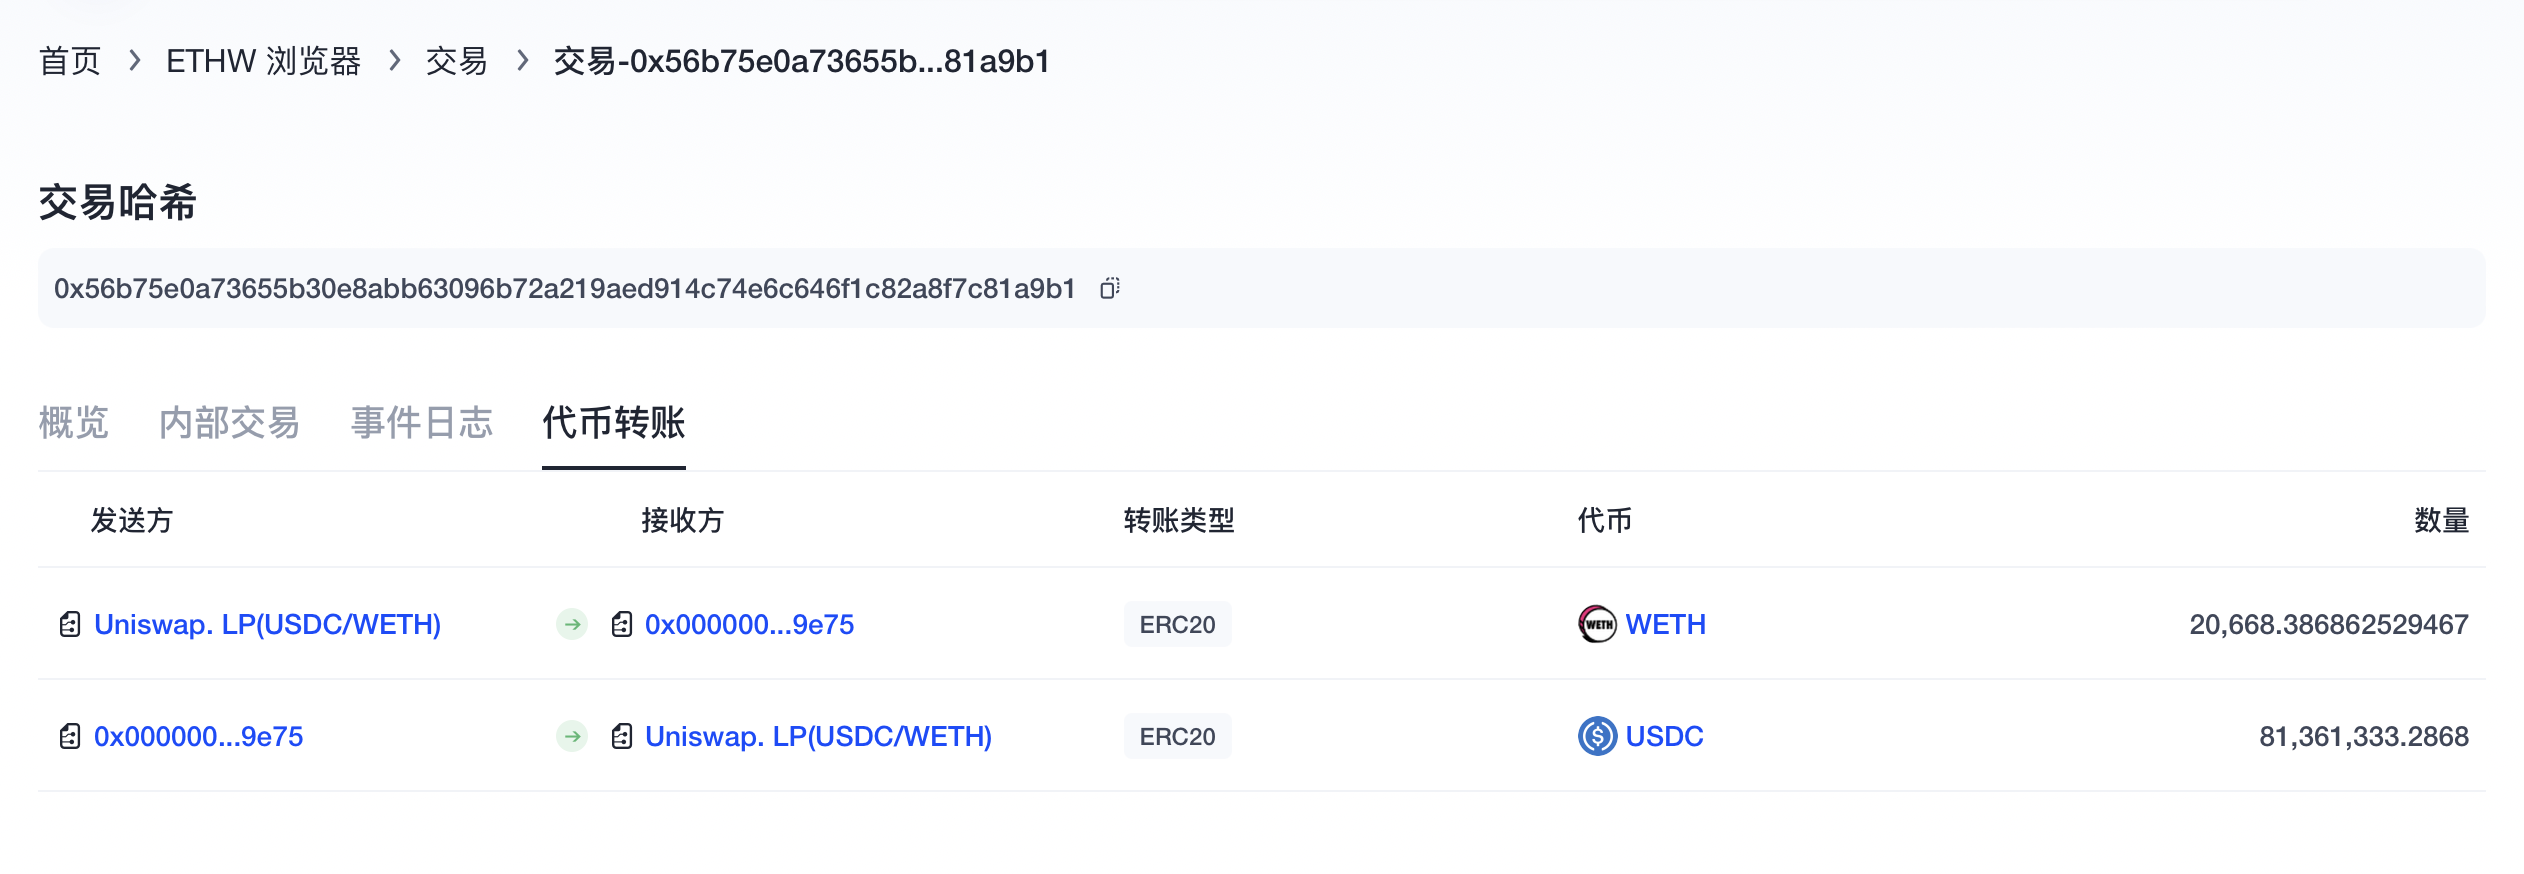 首页 > ETHW 浏览器 > 交易 > 交易-0x56b75e0a73655b...81a9b1
交易哈希
0x56b75e0a73655b30e8abb63096b72a219aed914c74e6c646f1c82a8f7c81a9b1
概览 内部交易 事件日志 代币转账
发送方 接收方 转账类型 代币 数量
Uniswap. LP(USDC/WETH) → 0x000000...9e75 ERC20 WETH WETH 20,668.386862529467
0x000000...9e75 → Uniswap. LP(USDC/WETH) ERC20 $ USDC 81,361,333.2868